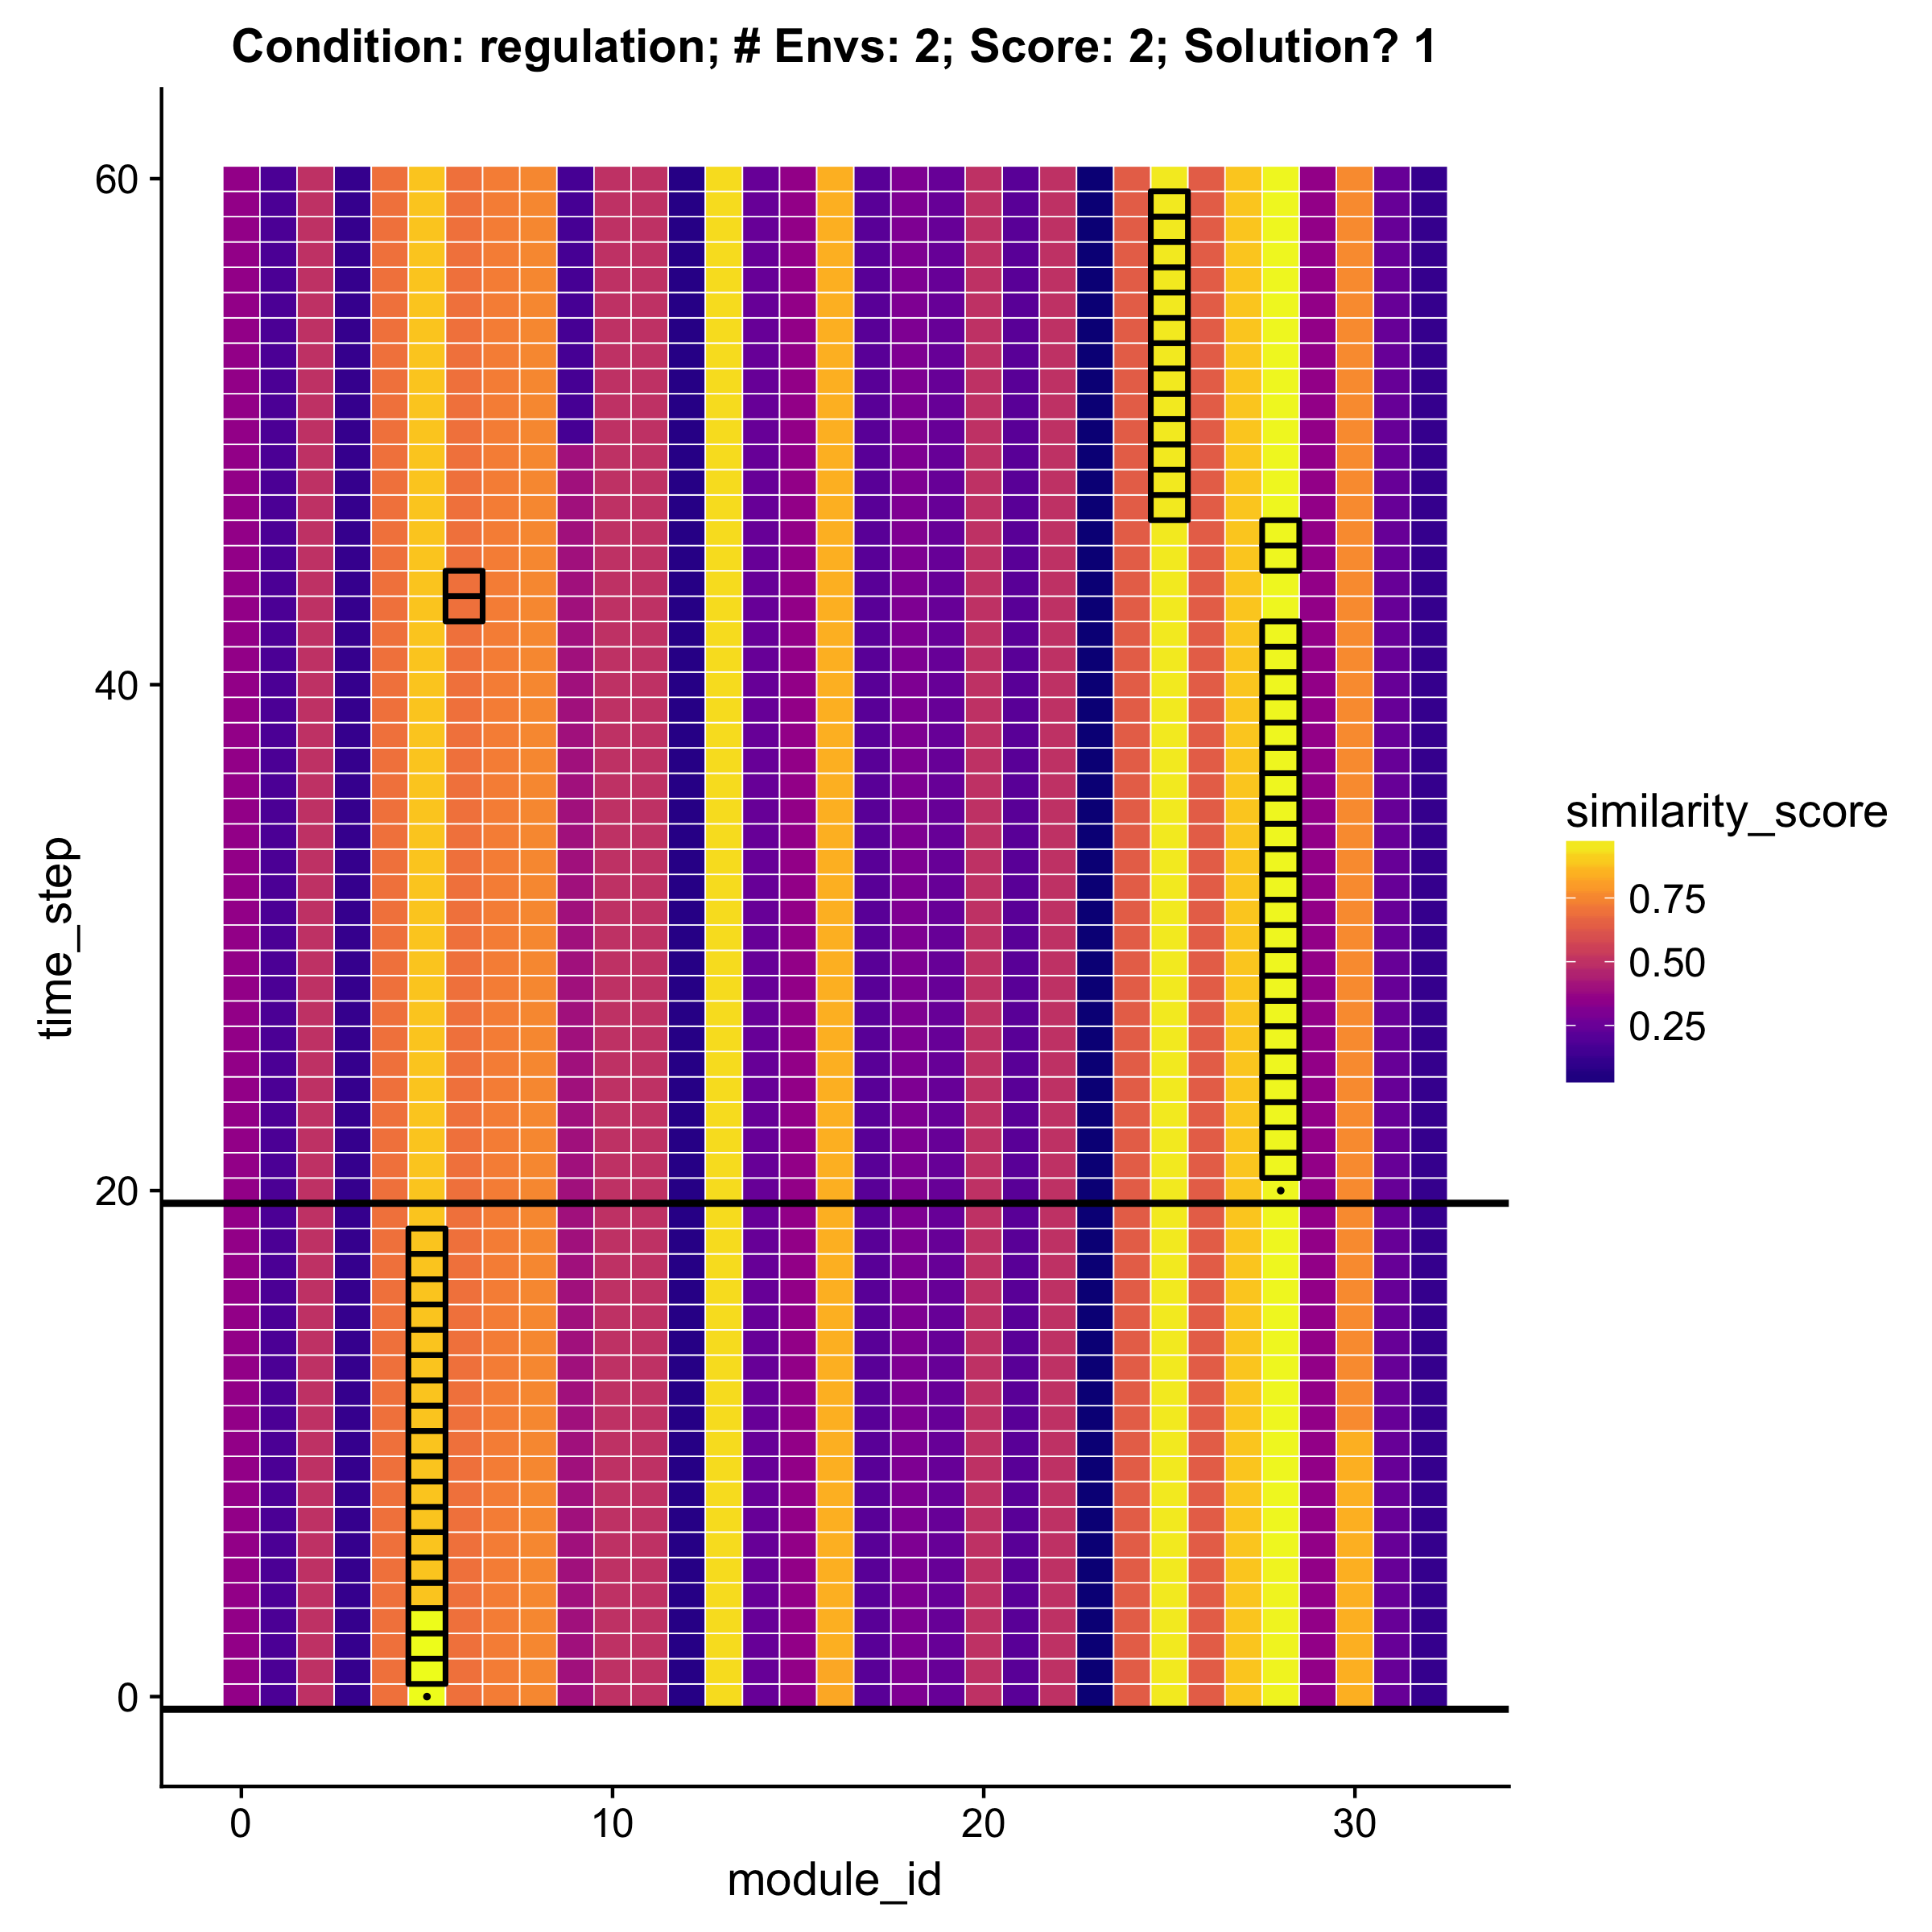 Condition: regulation; # Envs: 2; Score: 2; Solution? 1
60
40
20
0
time_step
0 10 20 30
module_id
similarity_score
0.75
0.50
0.25